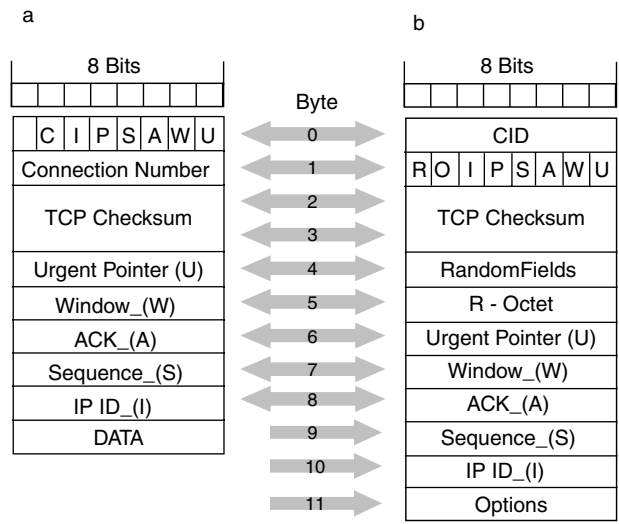 a
b
8 Bits
8 Bits
Byte
C I P S A W U
0
CID
Connection Number
1
R O I P S A W U
TCP Checksum
2
3
TCP Checksum
Urgent Pointer (U)
4
RandomFields
Window_(W)
5
R - Octet
ACK_(A)
6
Urgent Pointer (U)
Sequence_(S)
7
Window_(W)
IP ID_(I)
8
ACK_(A)
DATA
9
Sequence_(S)
10
IP ID_(I)
11
Options